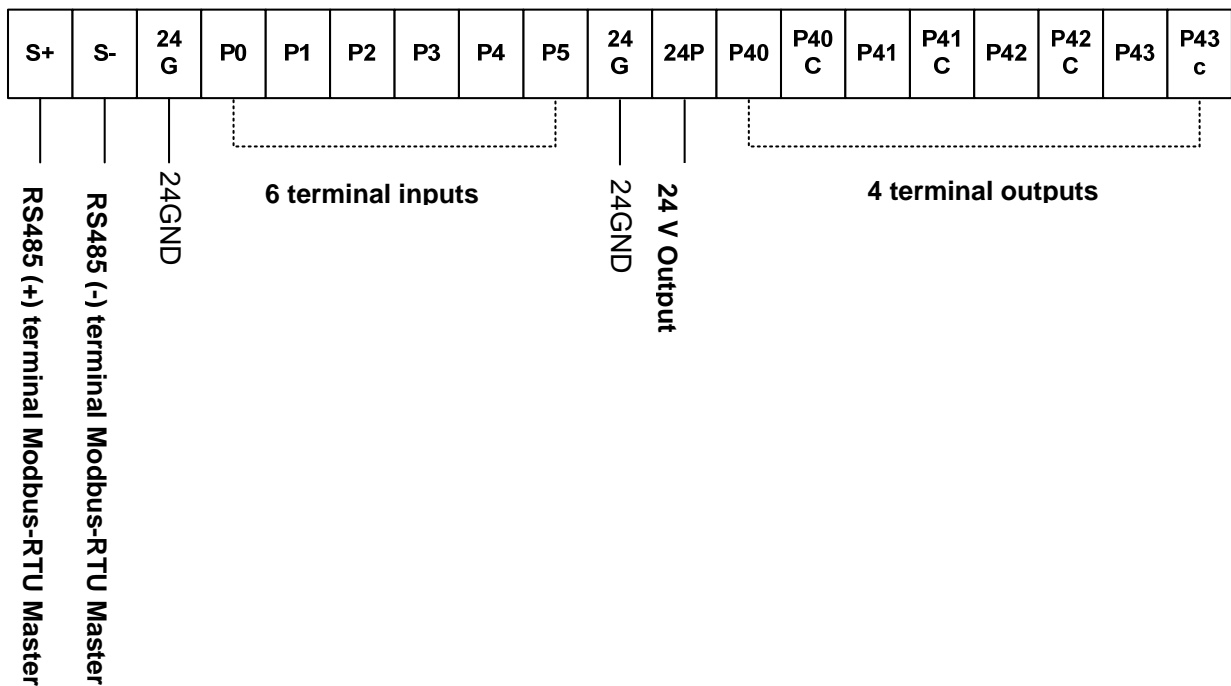 S+ S- 24 G P0 P1 P2 P3 P4 P5 24 G 24P P40 P40 C P41 P41 C P42 P42 C P43 P43 c
RS485 (+) terminal Modbus-RTU Master
RS485 (-) terminal Modbus-RTU Master
24GND
6 terminal inputs
24GND
24 V Output
4 terminal outputs